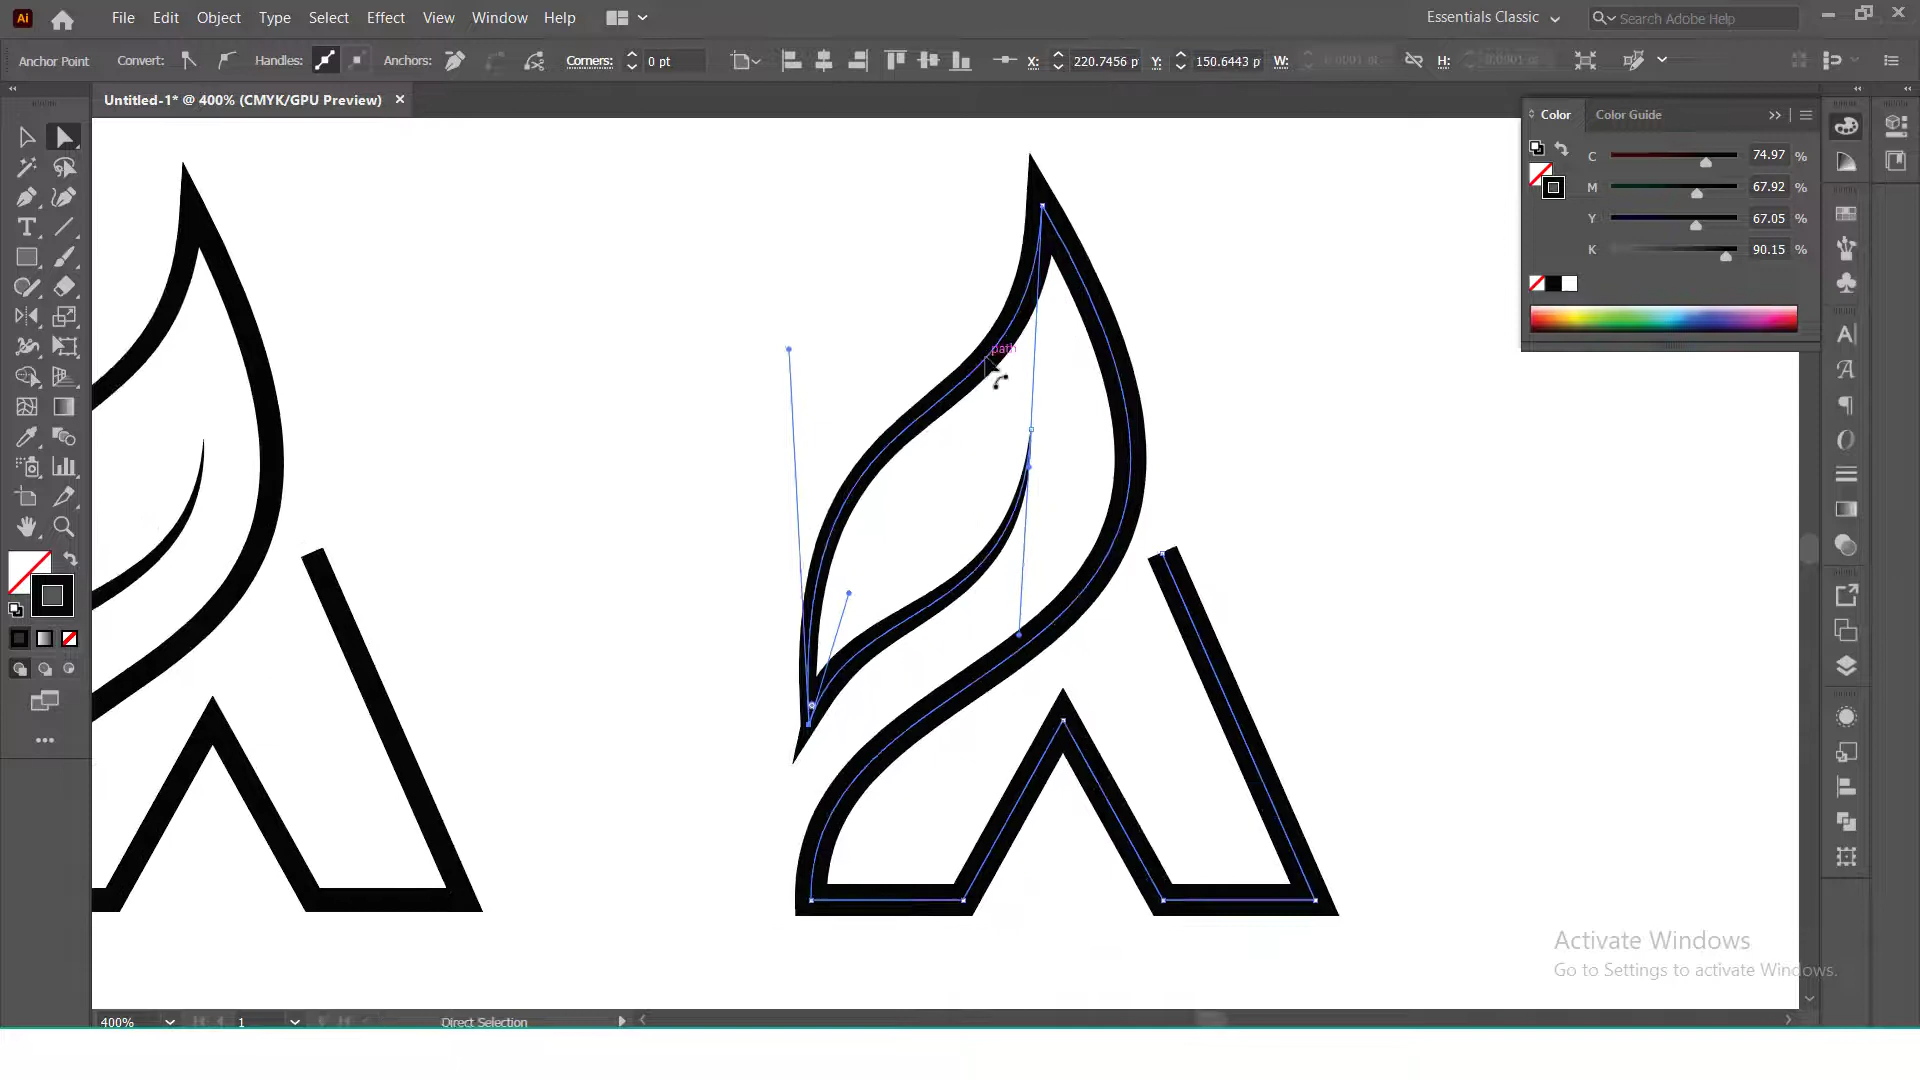 Ai File Edit Object Type Select Effect View Window Help Essentials Classic Search Adobe Help
Anchor Point Convert: Handles: Anchors: Corners: 0 pt X: 220.7456 p Y: 150.6443 p W: 0.0001 pt H: 0.0001 pt
Untitled-1* @ 400% (CMYK/GPU Preview) ×
Color Color Guide
C 74.97 %
M 67.92 %
Y 67.05 %
K 90.15 %
path
Activate Windows
Go to Settings to activate Windows.
400% 1 Direct Selection